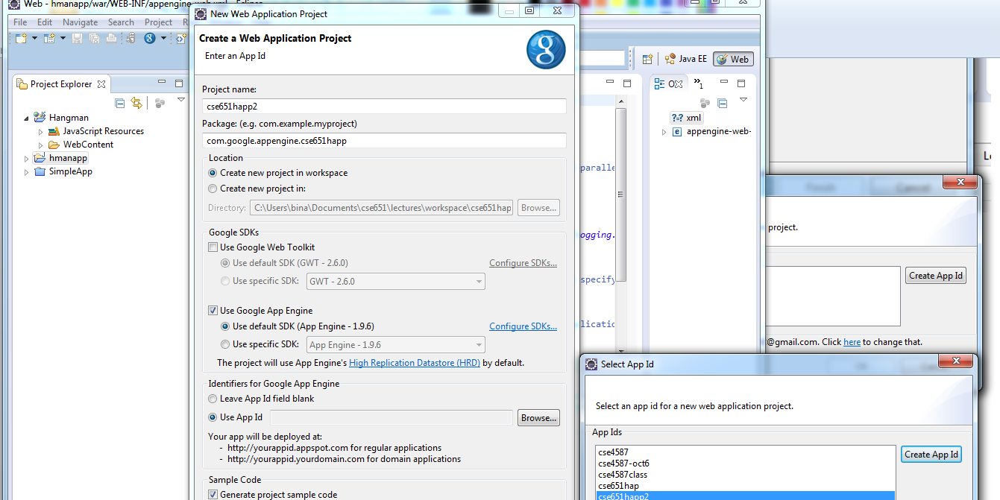 Web - hmanapp/war/WEB-INF/appengine-web.xml - Eclipse
File Edit Navigate Search Project
Java EE
Web
Project Explorer
Hangman
JavaScript Resources
WebContent
hmanapp
SimpleApp
New Web Application Project
Create a Web Application Project
Enter an App Id
Project name:
cse651happ2
Package: (e.g. com.example.myproject)
com.google.appengine.cse651happ
Location
Create new project in workspace
Create new project in:
Directory: C:\Users\bina\Documents\cse651\lectures\workspace\cse651hap Browse...
Google SDKs
Use Google Web Toolkit
Use default SDK (GWT - 2.6.0) Configure SDKs...
Use specific SDK: GWT - 2.6.0
Use Google App Engine
Use default SDK (App Engine - 1.9.6) Configure SDKs...
Use specific SDK: App Engine - 1.9.6
The project will use App Engine's High Replication Datastore (HRD) by default.
Identifiers for Google App Engine
Leave App Id field blank
Use App Id Browse...
Your app will be deployed at:
- http://yourappid.appspot.com for regular applications
- http://yourappid.yourdomain.com for domain applications
Sample Code
Generate project sample code
paralle
ogging.
specify
licatio
xml
appengine-web-
project.
Create App Id
@gmail.com. Click here to change that.
Select App Id
Select an app id for a new web application project.
App Ids
cse4587
cse4587-oct6
cse4587class
cse651hap
cse651happ2
Create App Id